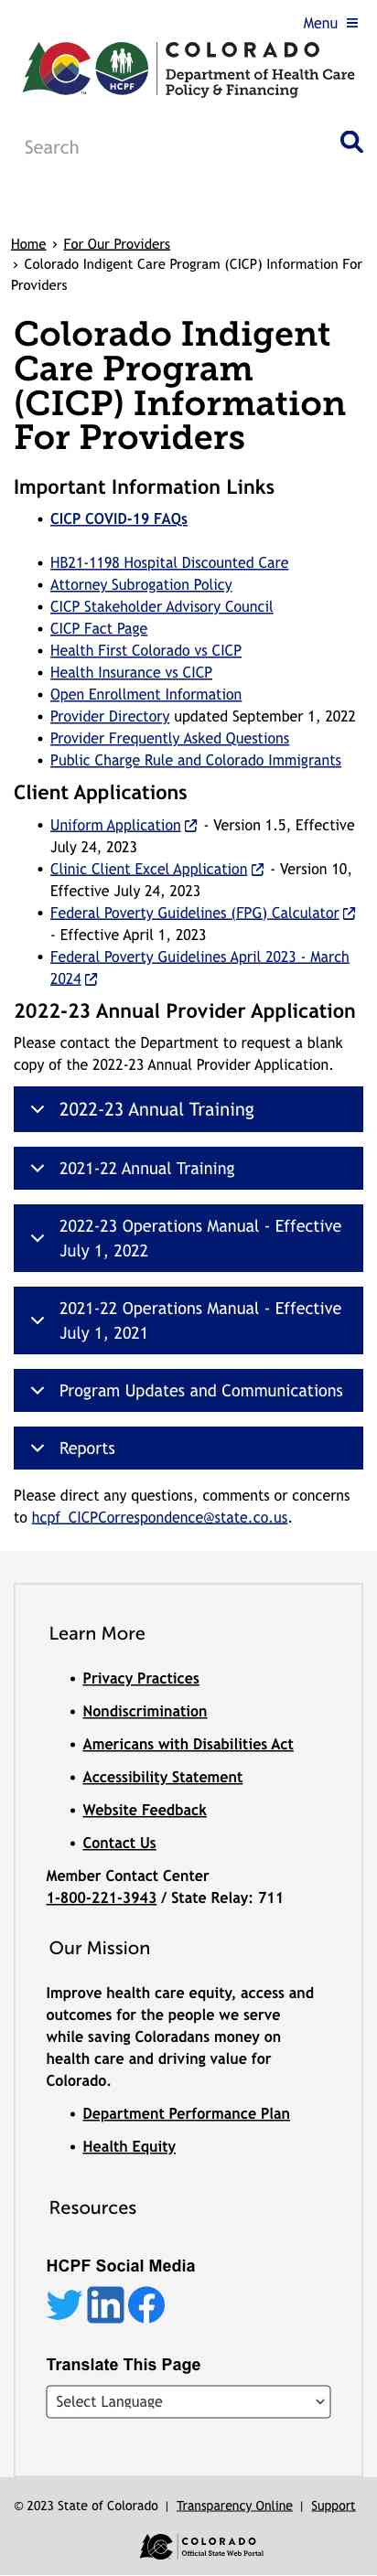 Menu
COLORADO
HCPF
Department of Health Care
Policy & Financing
Search
Home › For Our Providers
› Colorado Indigent Care Program (CICP) Information For
Providers
Colorado Indigent
Care Program
(CICP) Information
For Providers
Important Information Links
• CICP COVID-19 FAQs
• HB21-1198 Hospital Discounted Care
• Attorney Subrogation Policy
• CICP Stakeholder Advisory Council
• CICP Fact Page
• Health First Colorado vs CICP
• Health Insurance vs CICP
• Open Enrollment Information
• Provider Directory updated September 1, 2022
• Provider Frequently Asked Questions
• Public Charge Rule and Colorado Immigrants
Client Applications
• Uniform Application - Version 1.5, Effective
July 24, 2023
• Clinic Client Excel Application - Version 10,
Effective July 24, 2023
• Federal Poverty Guidelines (FPG) Calculator
- Effective April 1, 2023
• Federal Poverty Guidelines April 2023 - March
2024
2022-23 Annual Provider Application
Please contact the Department to request a blank
copy of the 2022-23 Annual Provider Application.
2022-23 Annual Training
2021-22 Annual Training
2022-23 Operations Manual - Effective
July 1, 2022
2021-22 Operations Manual - Effective
July 1, 2021
Program Updates and Communications
Reports
Please direct any questions, comments or concerns
to hcpf_CICPCorrespondence@state.co.us.
Learn More
• Privacy Practices
• Nondiscrimination
• Americans with Disabilities Act
• Accessibility Statement
• Website Feedback
• Contact Us
Member Contact Center
1-800-221-3943 / State Relay: 711
Our Mission
Improve health care equity, access and
outcomes for the people we serve
while saving Coloradans money on
health care and driving value for
Colorado.
• Department Performance Plan
• Health Equity
Resources
HCPF Social Media
Translate This Page
Select Language
© 2023 State of Colorado | Transparency Online | Support
COLORADO
Official State Web Portal